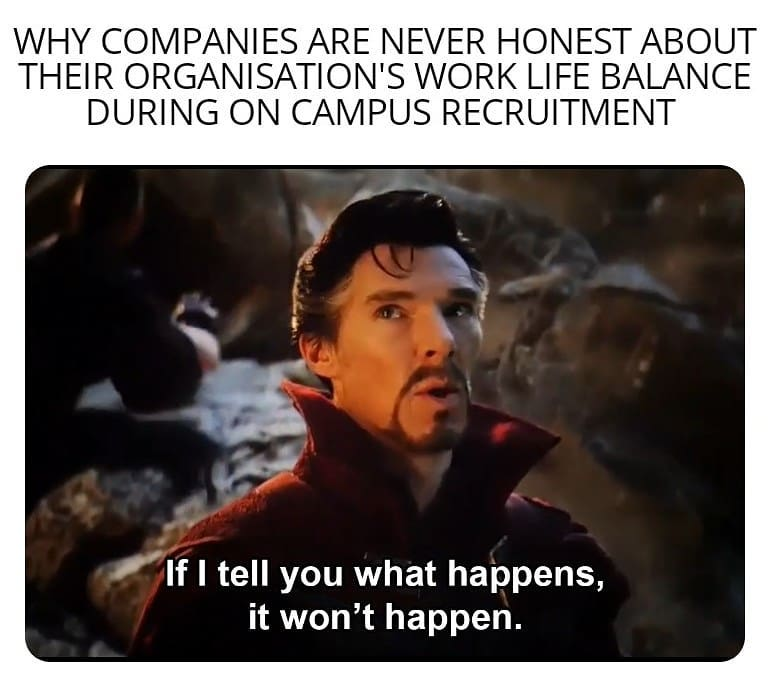 WHY COMPANIES ARE NEVER HONEST ABOUT
THEIR ORGANISATION'S WORK LIFE BALANCE
DURING ON CAMPUS RECRUITMENT
If I tell you what happens,
it won't happen.